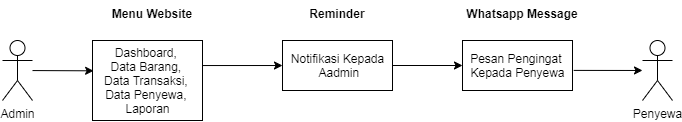 Menu Website
Reminder
Whatsapp Message
Dashboard,
Data Barang,
Data Transaksi,
Data Penyewa,
Laporan
Notifikasi Kepada
Aadmin
Pesan Pengingat
Kepada Penyewa
Admin
Penyewa